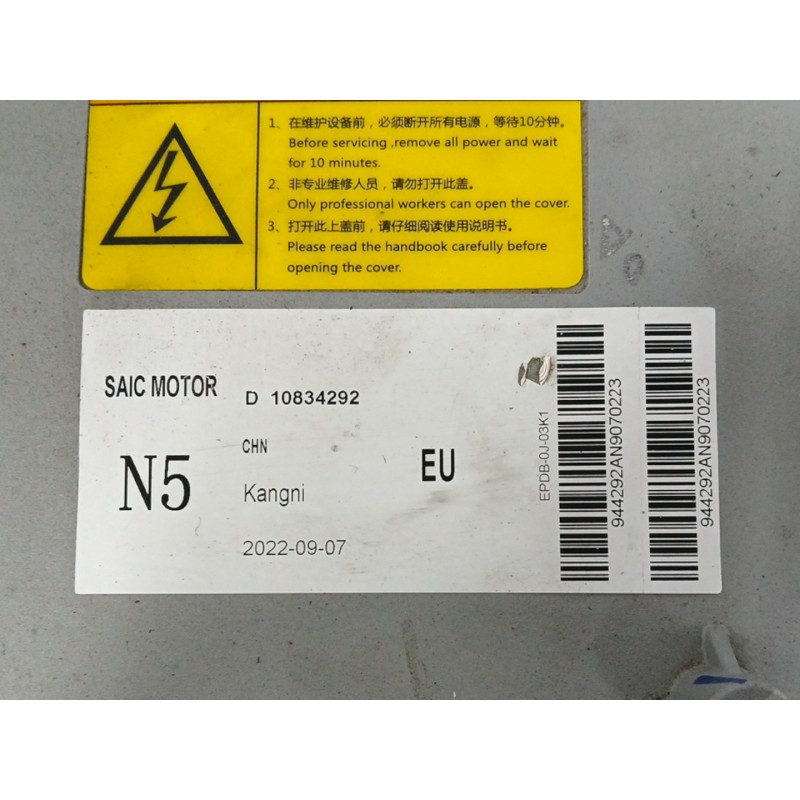 1、在维护设备前，必须断开所有电源，等待10分钟。
Before servicing ,remove all power and wait
for 10 minutes.
2、非专业维修人员，请勿打开此盖。
Only professional workers can open the cover.
3、打开此上盖前，请仔细阅读使用说明书。
Please read the handbook carefully before
opening the cover.
SAIC MOTOR
D 10834292
CHN
N5
EU
Kangni
2022-09-07
EPDB-0J-03K1
944292AN9070223
944292AN9070223